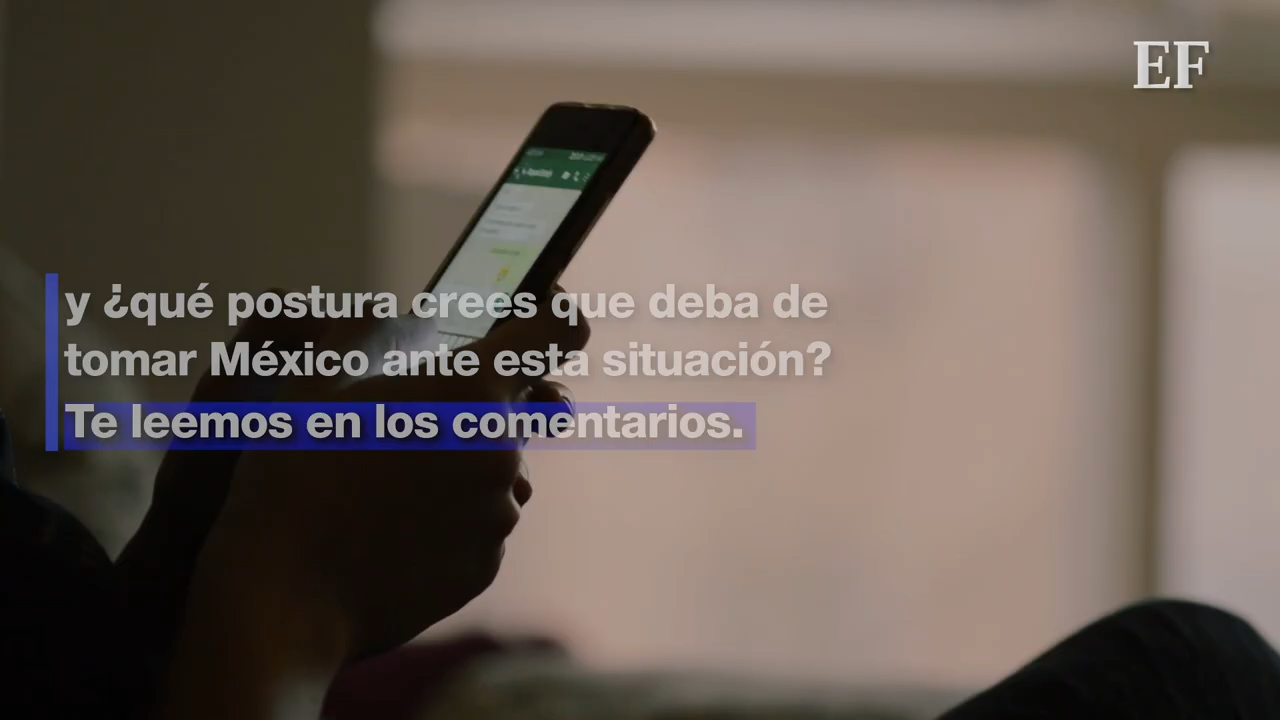 EF
y ¿qué postura crees que deba de
tomar México ante esta situación?
Te leemos en los comentarios.